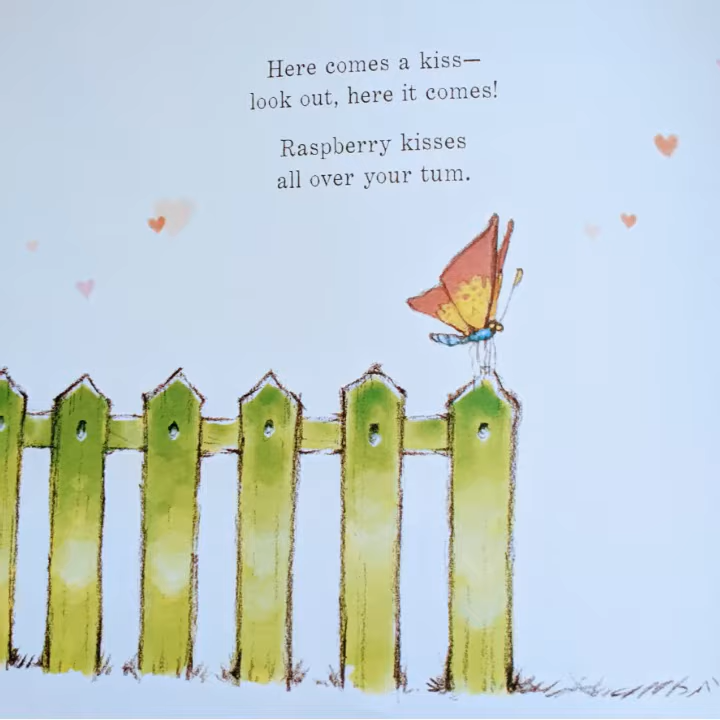 Here comes a kiss—
look out, here it comes!
Raspberry kisses
all over your tum.